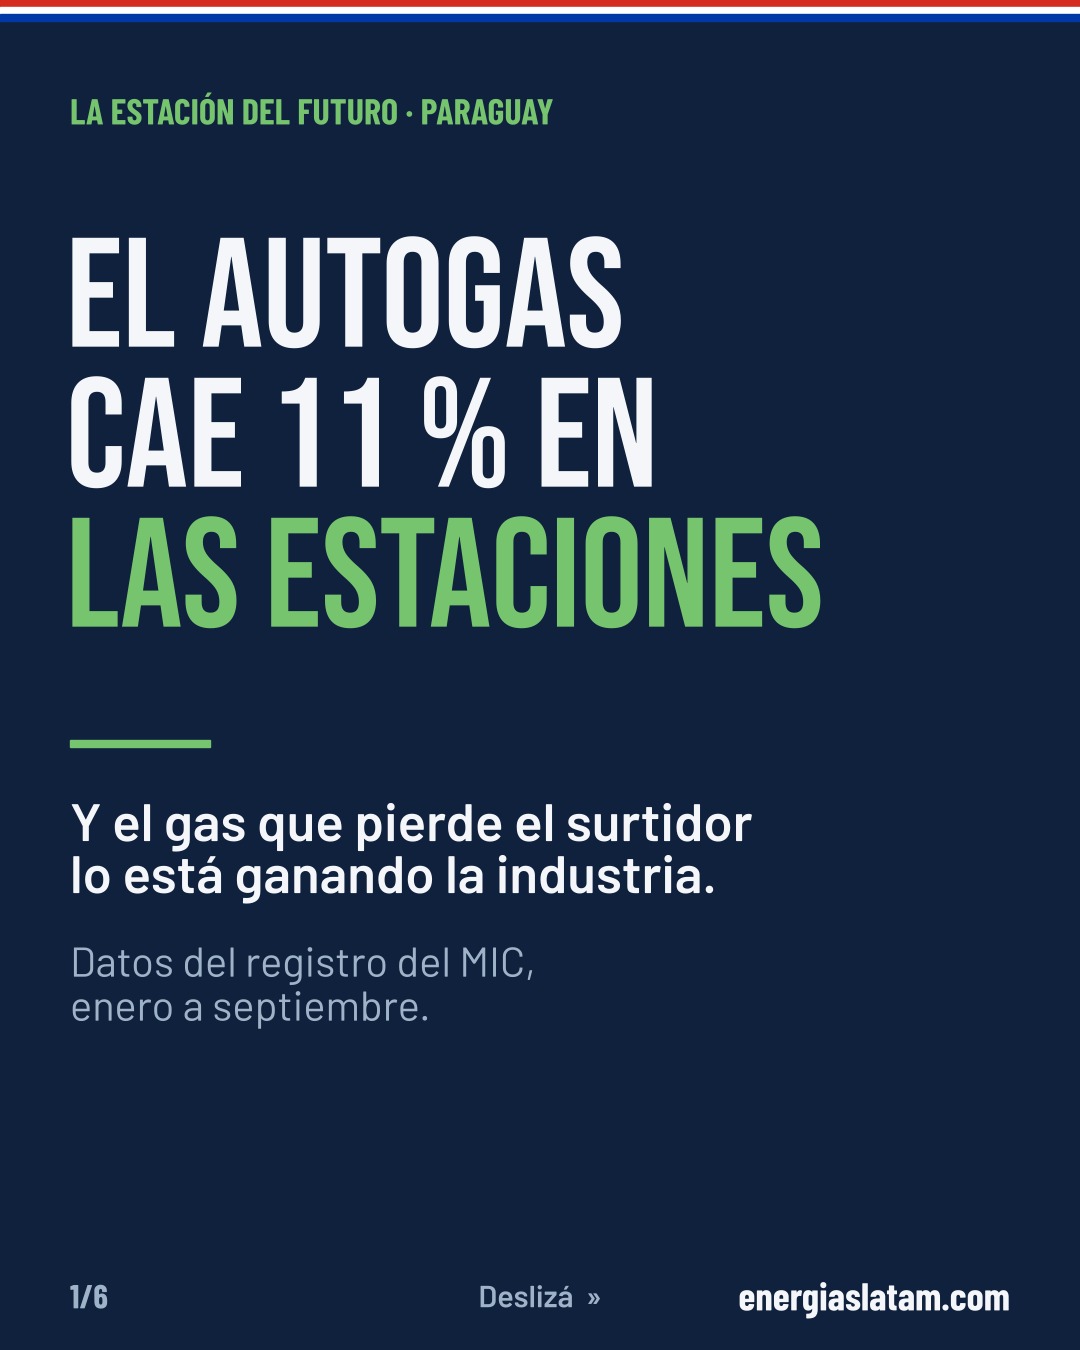 LA ESTACIÓN DEL FUTURO · PARAGUAY
EL AUTOGAS
CAE 11 % EN
LAS ESTACIONES
Y el gas que pierde el surtidor
lo está ganando la industria.
Datos del registro del MIC,
enero a septiembre.
1/6
Deslizá »
energiaslatam.com